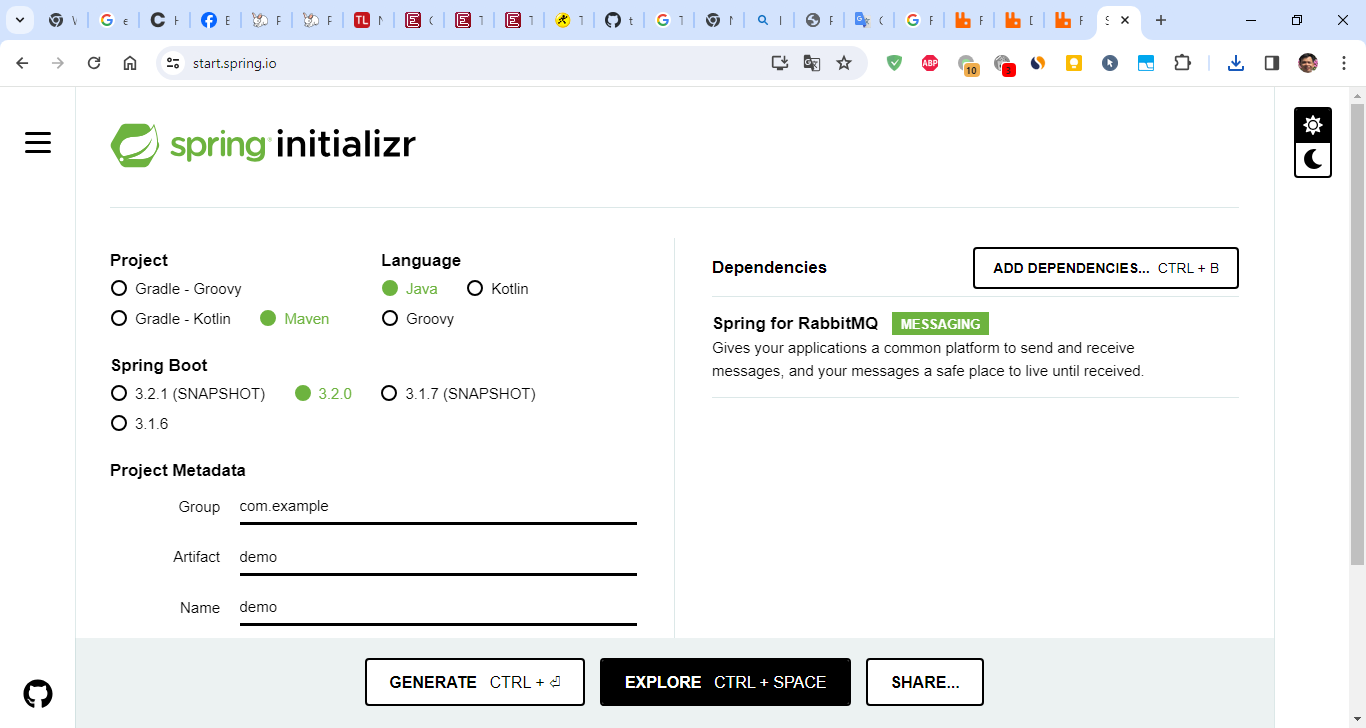 start.spring.io
ABP
10
spring initializr
Project
Gradle - Groovy
Gradle - Kotlin
Maven
Language
Java
Kotlin
Groovy
Spring Boot
3.2.1 (SNAPSHOT)
3.2.0
3.1.7 (SNAPSHOT)
3.1.6
Project Metadata
Group com.example
Artifact demo
Name demo
Dependencies
ADD DEPENDENCIES... CTRL + B
Spring for RabbitMQ MESSAGING
Gives your applications a common platform to send and receive
messages, and your messages a safe place to live until received.
GENERATE CTRL + ⏎
EXPLORE CTRL + SPACE
SHARE...